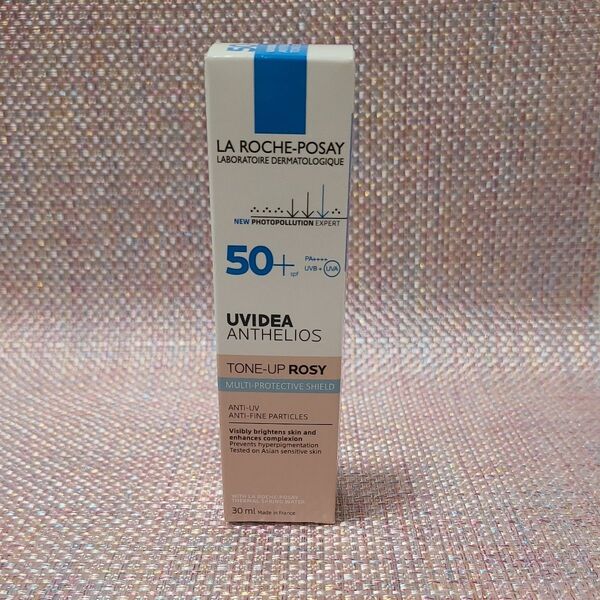 LA ROCHE-POSAY
LABORATOIRE DERMATOLOGIQUE
NEW PHOTOPOLLUTION EXPERT
50+ spf
PA++++
UVB + UVA
UVIDEA
ANTHELIOS
TONE-UP ROSY
MULTI-PROTECTIVE SHIELD
ANTI-UV
ANTI-FINE PARTICLES
Visibly brightens skin and
enhances complexion
Prevents hyperpigmentation
Tested on Asian sensitive skin
WITH LA ROCHE-POSAY
THERMAL SPRING WATER
30 ml Made in France